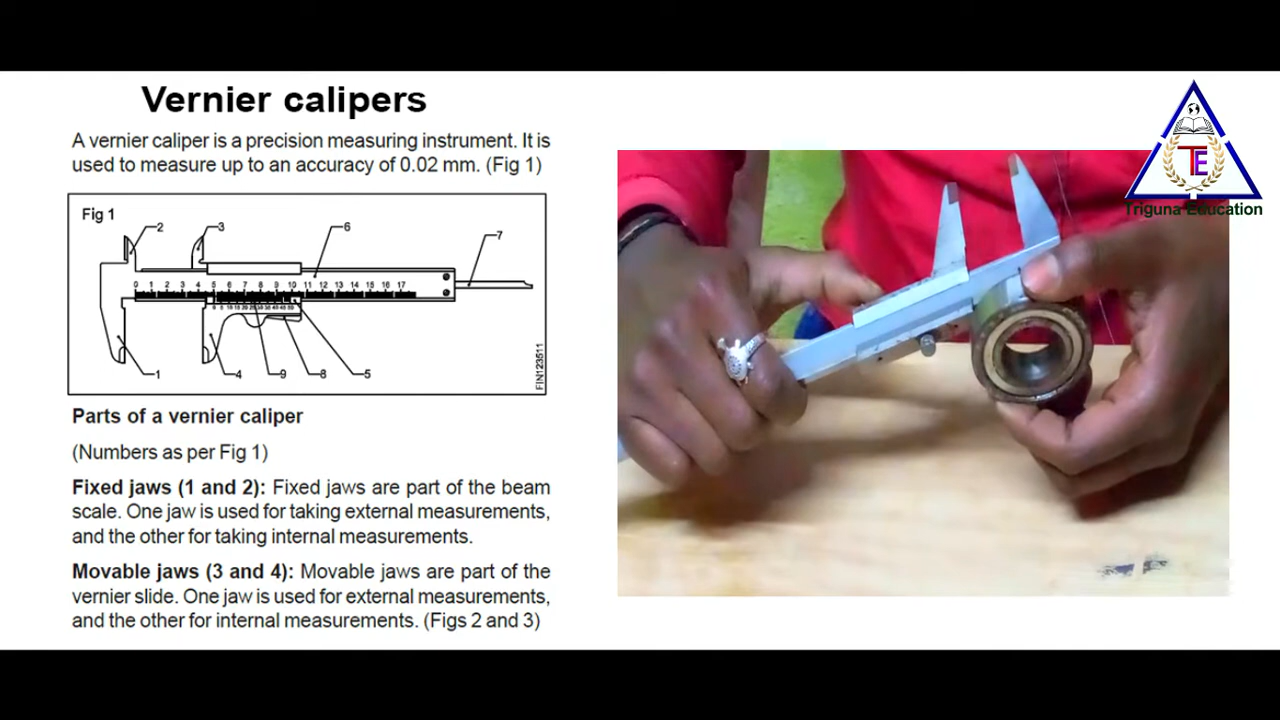 Vernier calipers
A vernier caliper is a precision measuring instrument. It is
used to measure up to an accuracy of 0.02 mm. (Fig 1)
Fig 1
2
3
6
7
0 1 2 3 4 5 6 7 8 9 10 11 12 13 14 15 16 17
1
4
9
8
5
FIN123511
Parts of a vernier caliper
(Numbers as per Fig 1)
Fixed jaws (1 and 2): Fixed jaws are part of the beam
scale. One jaw is used for taking external measurements,
and the other for taking internal measurements.
Movable jaws (3 and 4): Movable jaws are part of the
vernier slide. One jaw is used for external measurements,
and the other for internal measurements. (Figs 2 and 3)
TE
Triguna Education